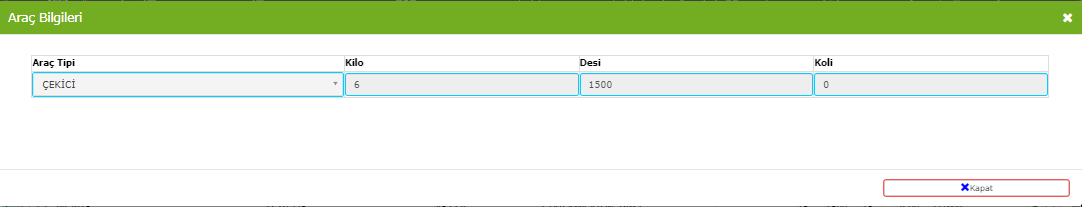 Araç Bilgileri
Araç Tipi Kilo Desi Koli
ÇEKİCİ 6 1500 0
Kapat